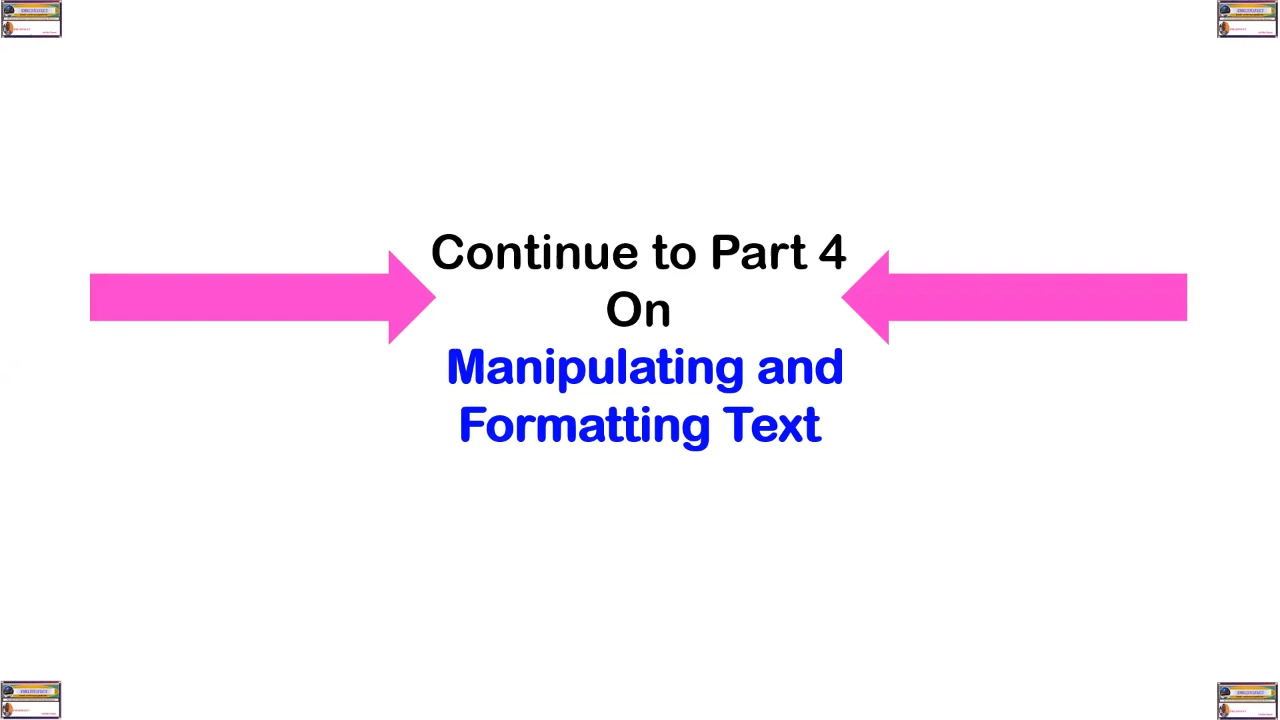 Continue to Part 4
On
Manipulating and
Formatting Text